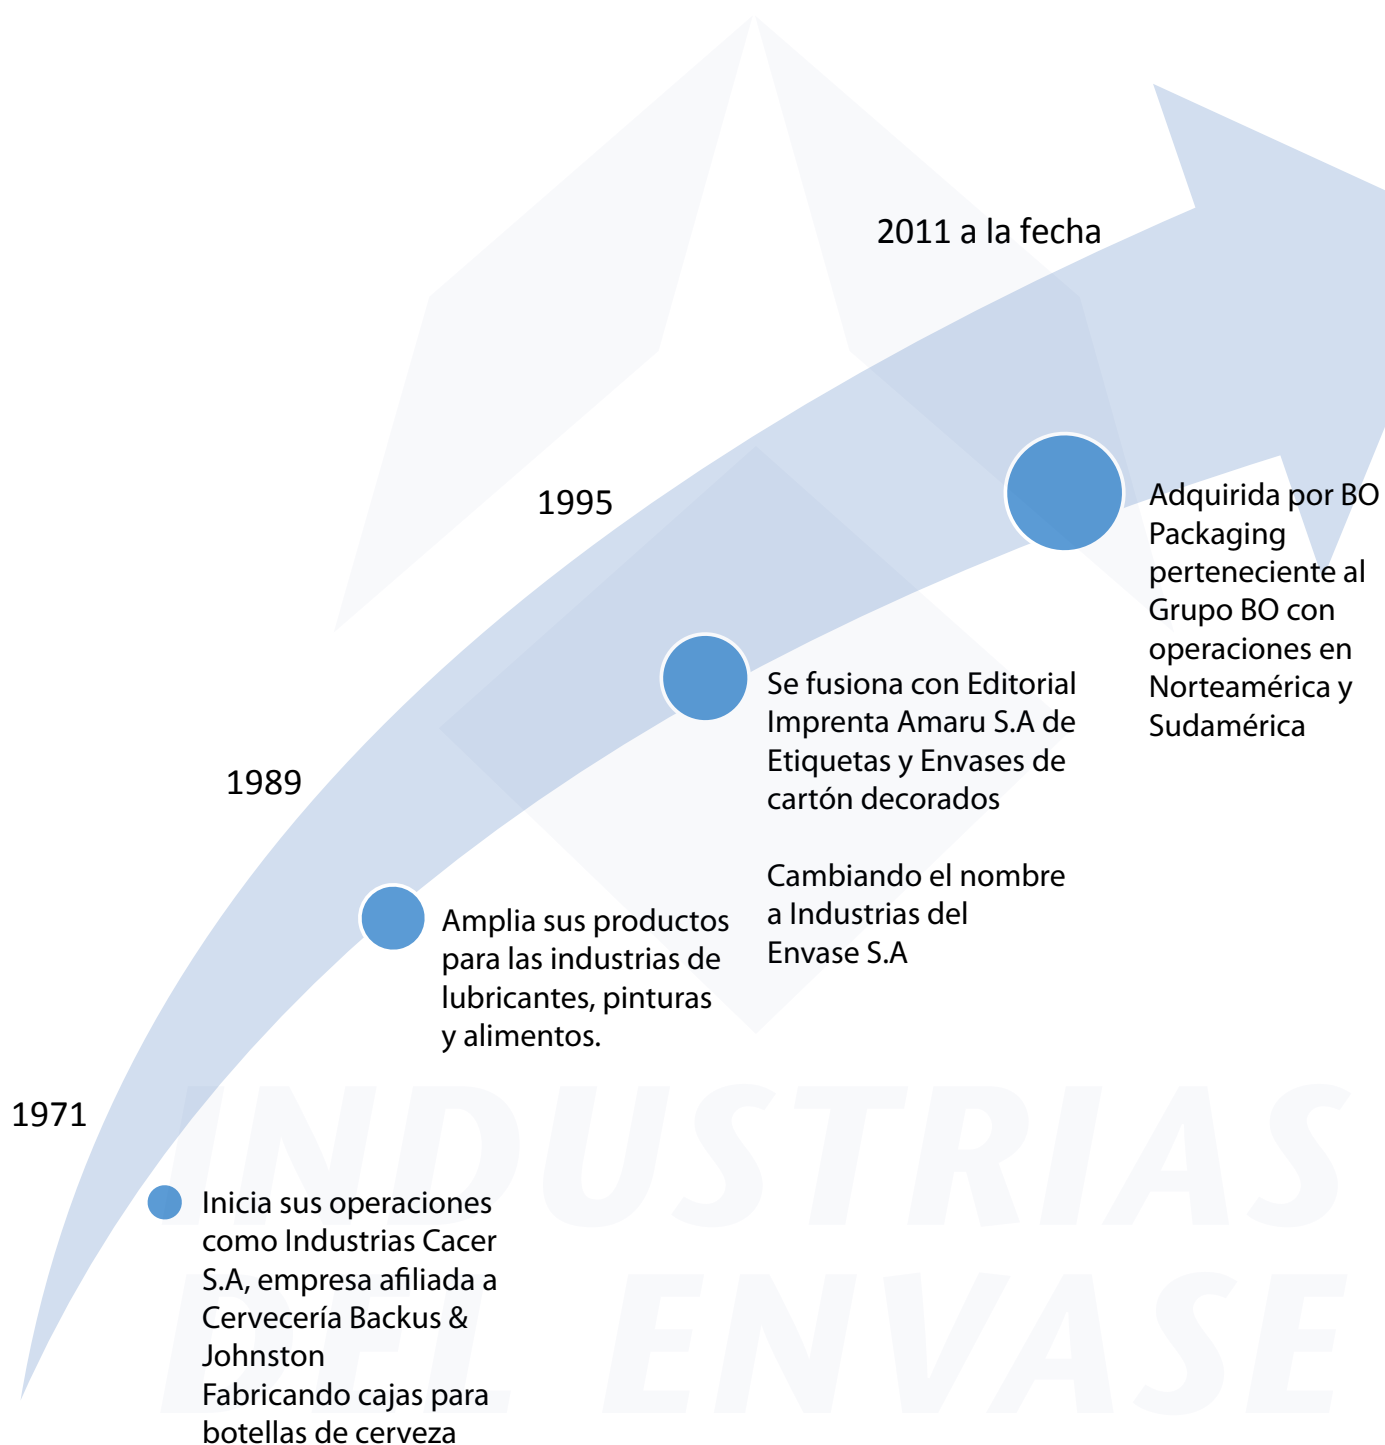 1971
Inicia sus operaciones
como Industrias Cacer
S.A, empresa afiliada a
Cervecería Backus &
Johnston
Fabricando cajas para
botellas de cerveza
1989
Amplia sus productos
para las industrias de
lubricantes, pinturas
y alimentos.
1995
Se fusiona con Editorial
Imprenta Amaru S.A de
Etiquetas y Envases de
cartón decorados
Cambiando el nombre
a Industrias del
Envase S.A
2011 a la fecha
Adquirida por BO
Packaging
perteneciente al
Grupo BO con
operaciones en
Norteamérica y
Sudamérica
INDUSTRIAS
DEL ENVASE